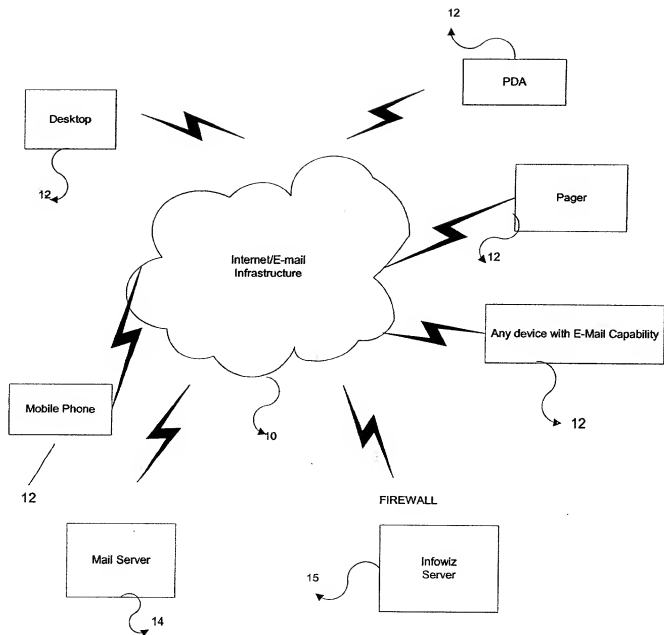 12
PDA
Desktop
12
Pager
12
Internet/E-mail
Infrastructure
Any device with E-Mail Capability
12
Mobile Phone
12
10
FIREWALL
Mail Server
14
Infowiz
Server
15